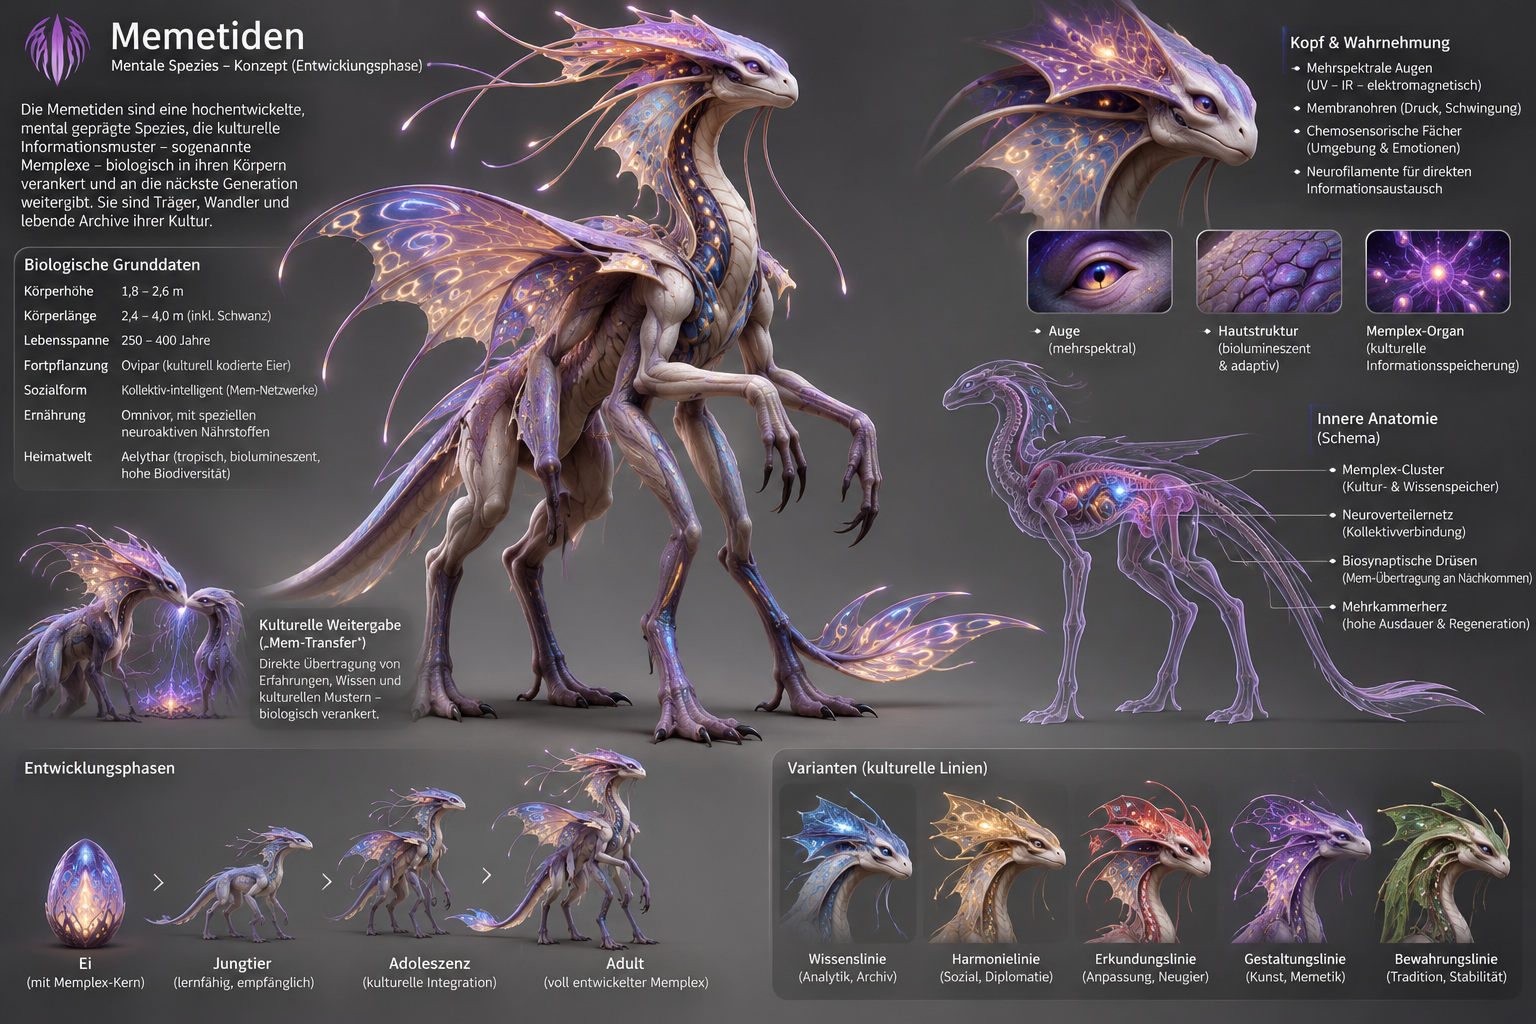 Memetiden
Mentale Spezies – Konzept (Entwicklungsphase)
Die Memetiden sind eine hochentwickelte,
mental geprägte Spezies, die kulturelle
Informationsmuster – sogenannte
Memplexe – biologisch in ihren Körpern
verankert und an die nächste Generation
weitergibt. Sie sind Träger, Wandler und
lebende Archive ihrer Kultur.
Biologische Grunddaten
Körperhöhe 1,8 – 2,6 m
Körperlänge 2,4 – 4,0 m (inkl. Schwanz)
Lebensspanne 250 – 400 Jahre
Fortpflanzung Ovipar (kulturell kodierte Eier)
Sozialform Kollektiv-intelligent (Mem-Netzwerke)
Ernährung Omnivor, mit speziellen
neuroaktiven Nährstoffen
Heimatwelt Aelythar (tropisch, biolumineszent,
hohe Biodiversität)
Kulturelle Weitergabe
(„Mem-Transfer“)
Direkte Übertragung von
Erfahrungen, Wissen und
kulturellen Mustern –
biologisch verankert.
Kopf & Wahrnehmung
Mehrspektrale Augen
(UV – IR – elektromagnetisch)
Membranohren (Druck, Schwingung)
Chemosensorische Fächer
(Umgebung & Emotionen)
Neurofilamente für direkten
Informationsaustausch
Auge
(mehrspektral)
Hautstruktur
(biolumineszent
& adaptiv)
Memplex-Organ
(kulturelle
Informationsspeicherung)
Innere Anatomie
(Schema)
Memplex-Cluster
(Kultur- & Wissenspeicher)
Neuroverteilernetz
(Kollektivverbindung)
Biosynaptische Drüsen
(Mem-Übertragung an Nachkommen)
Mehrkammerherz
(hohe Ausdauer & Regeneration)
Entwicklungsphasen
Ei
(mit Memplex-Kern)
Jungtier
(lernfähig, empfänglich)
Adoleszenz
(kulturelle Integration)
Adult
(voll entwickelter Memplex)
Varianten (kulturelle Linien)
Wissenslinie
(Analytik, Archiv)
Harmonielinie
(Sozial, Diplomatie)
Erkundungslinie
(Anpassung, Neugier)
Gestaltungslinie
(Kunst, Memetik)
Bewahrungslinie
(Tradition, Stabilität)